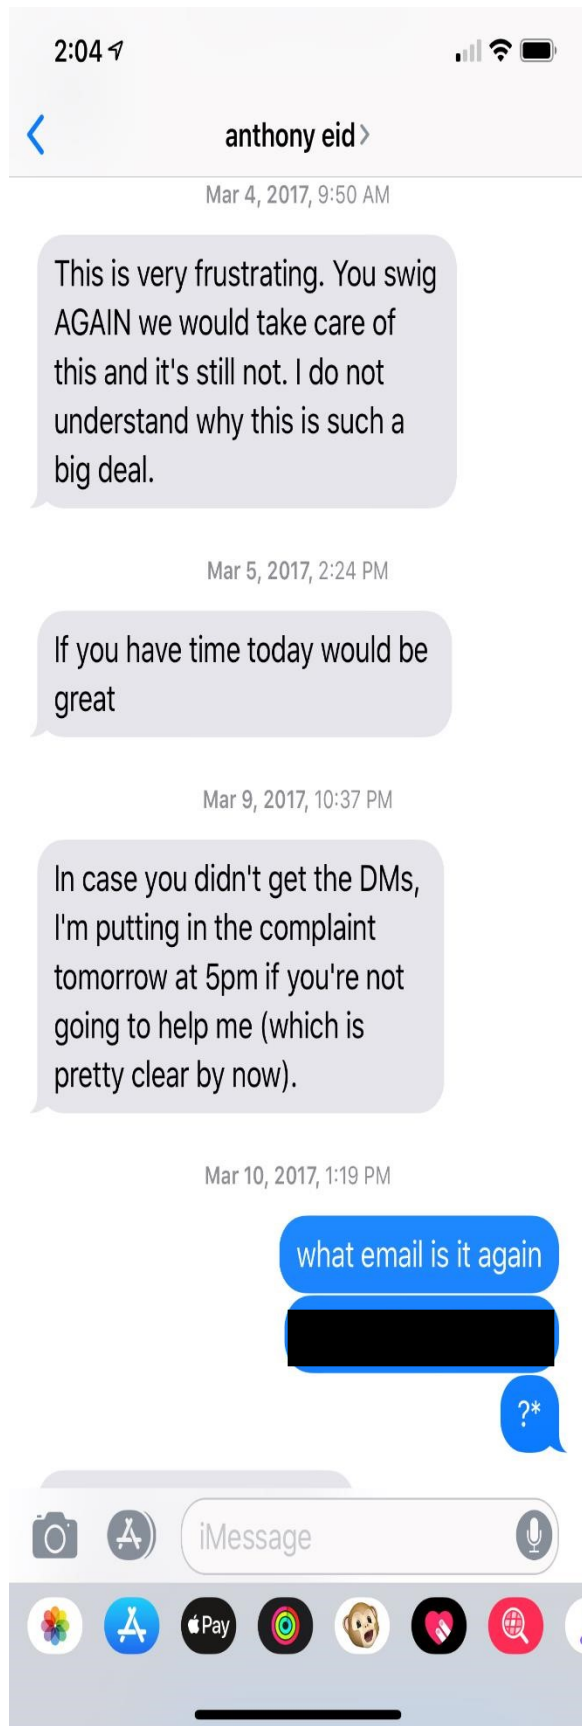 2:04
anthony eid
Mar 4, 2017, 9:50 AM
This is very frustrating. You swig
AGAIN we would take care of
this and it's still not. I do not
understand why this is such a
big deal.
Mar 5, 2017, 2:24 PM
If you have time today would be
great
Mar 9, 2017, 10:37 PM
In case you didn't get the DMs,
I'm putting in the complaint
tomorrow at 5pm if you're not
going to help me (which is
pretty clear by now).
Mar 10, 2017, 1:19 PM
what email is it again
?*
iMessage
Pay